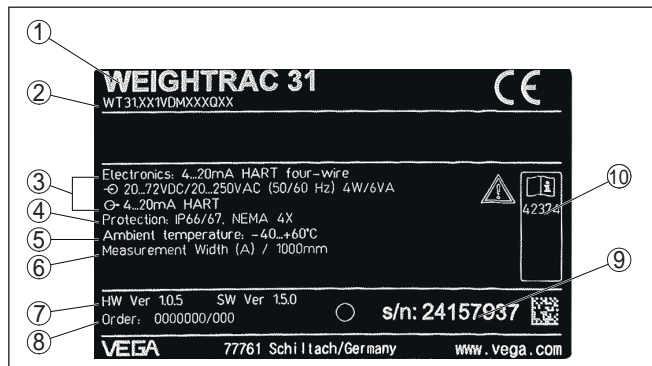 1
WEIGHTRAC 31
2
WT31.XX1VDMXXXQXX
CE
3
Electronics: 4...20mA HART four-wire
20...72VDC/20...250VAC (50/60 Hz) 4W/6VA
4...20mA HART
10
42374
4
Protection: IP66/67, NEMA 4X
5
Ambient temperature: -40...+60°C
6
Measurement Width (A) / 1000mm
9
7
HW Ver 1.0.5 SW Ver 1.5.0
8
Order: 0000000/000
s/n: 24157937
VEGA 77761 Schiltach/Germany www.vega.com